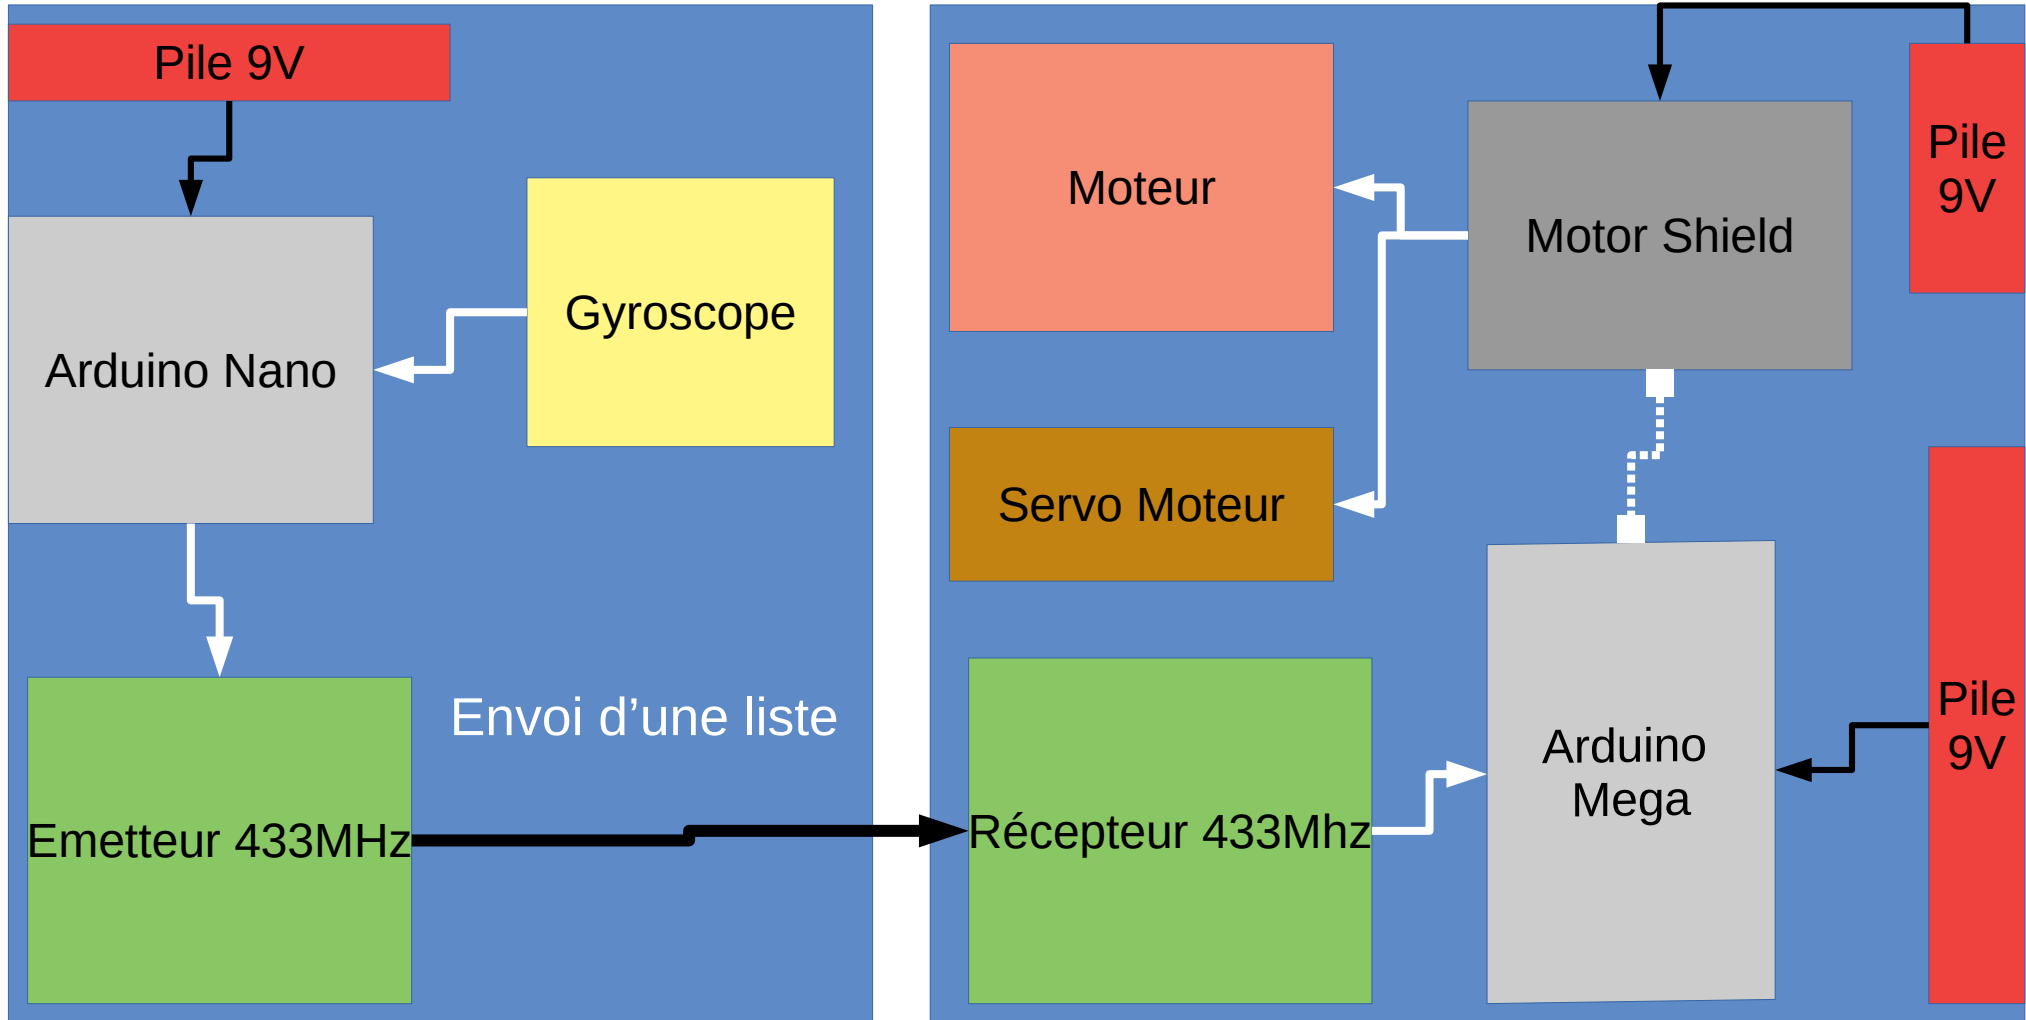 Pile 9V
Gyroscope
Arduino Nano
Envoi d’une liste
Emetteur 433MHz
Moteur
Motor Shield
Pile
9V
Servo Moteur
Récepteur 433Mhz
Arduino
Mega
Pile
9V